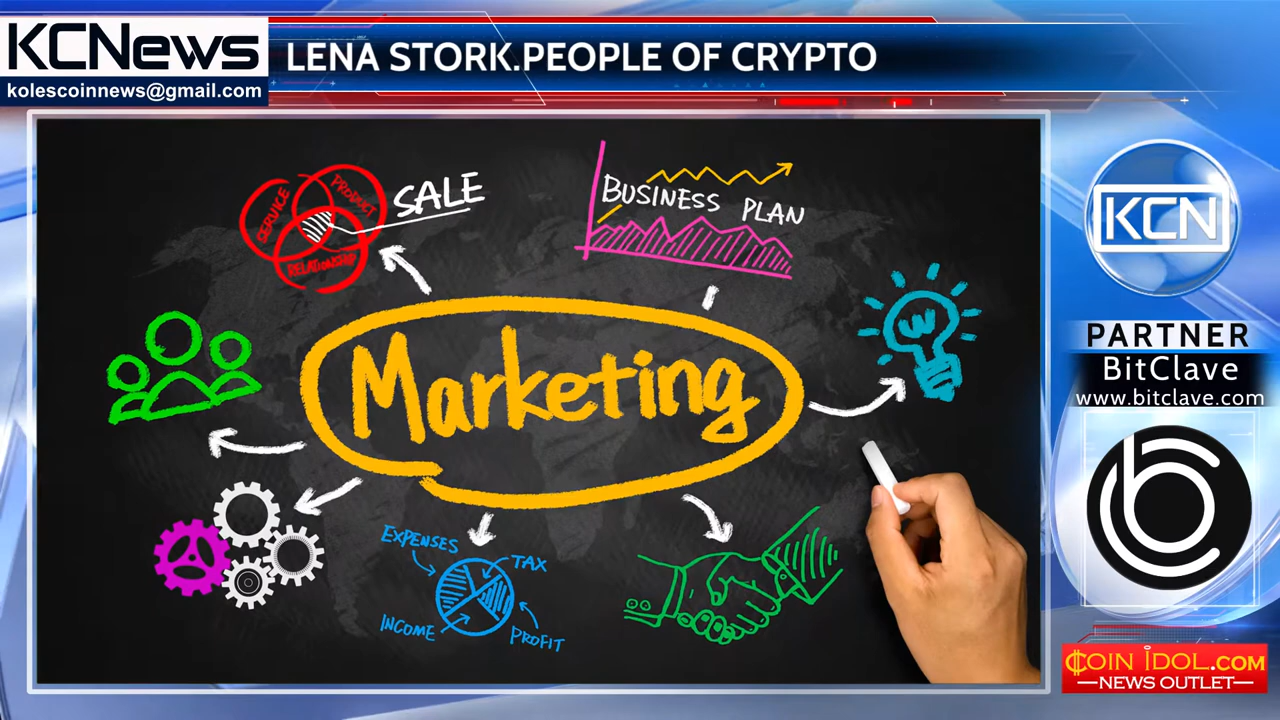 KCNews
kolescoinnews@gmail.com
LENA STORK.PEOPLE OF CRYPTO
SERVICE
PRODUCT
RELATIONSHIP
SALE
BUSINESS PLAN
Marketing
EXPENSES
TAX
INCOME
PROFIT
KCN
PARTNER
BitClave
www.bitclave.com
COIN IDOL.COM
—NEWS OUTLET—